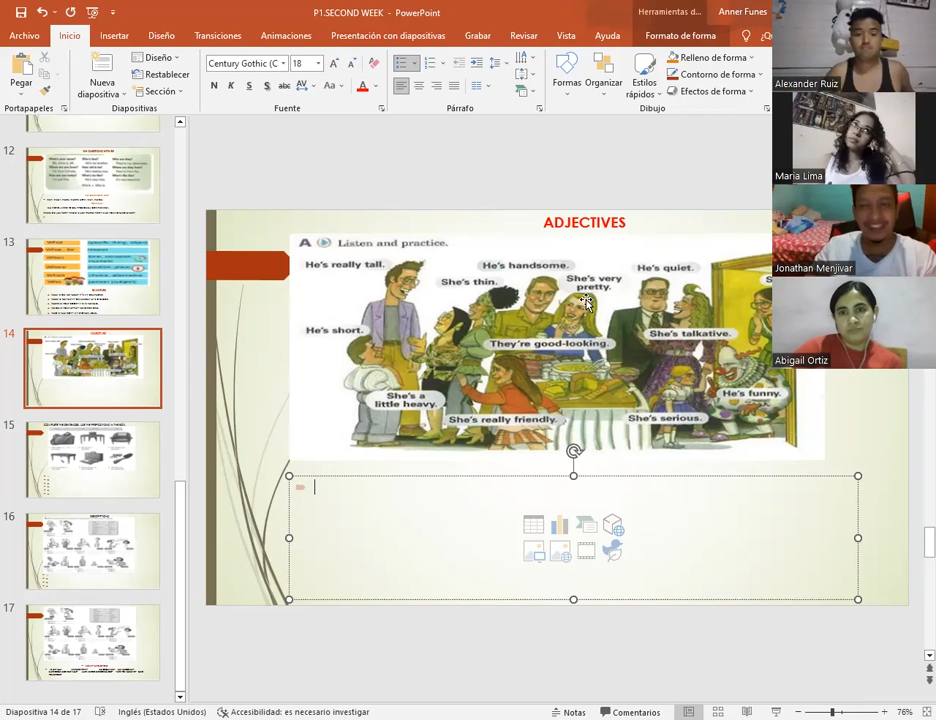 P1.SECOND WEEK - PowerPoint
Herramientas d...
Anner Funes
Archivo
Inicio
Insertar
Diseño
Transiciones
Animaciones
Presentación con diapositivas
Grabar
Revisar
Vista
Ayuda
Formato de forma
Pegar
Portapapeles
Nueva
diapositiva
Diseño
Restablecer
Sección
Diapositivas
Century Gothic (C
18
N K S abc AV Aa A
Fuente
Párrafo
Formas
Organizar
Estilos
rápidos
Relleno de forma
Contorno de forma
Efectos de forma
Dibujo
Alexander Ruiz
Maria Lima
Jonathan Menjivar
Abigail Ortiz
12
13
14
15
16
17
ADJECTIVES
A Listen and practice.
He's really tall.
He's handsome.
She's thin.
She's very
pretty.
He's quiet.
He's short.
They're good-looking.
She's talkative.
She's a
little heavy.
He's funny.
She's really friendly.
She's serious.
Diapositiva 14 de 17
Inglés (Estados Unidos)
Accesibilidad: es necesario investigar
Notas
Comentarios
76%